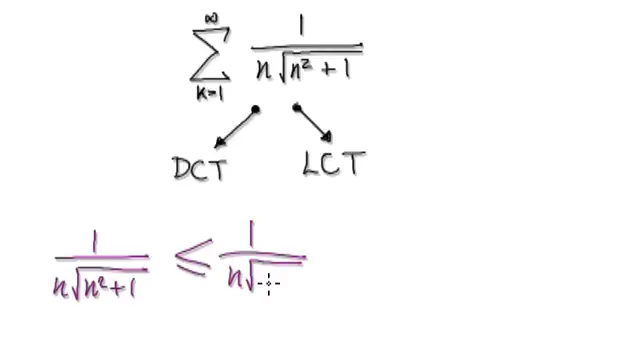 ∞
∑ 1/(n√(n²+1))
k=1
DCT LCT
1/(n√(n²+1)) ≤ 1/(n√